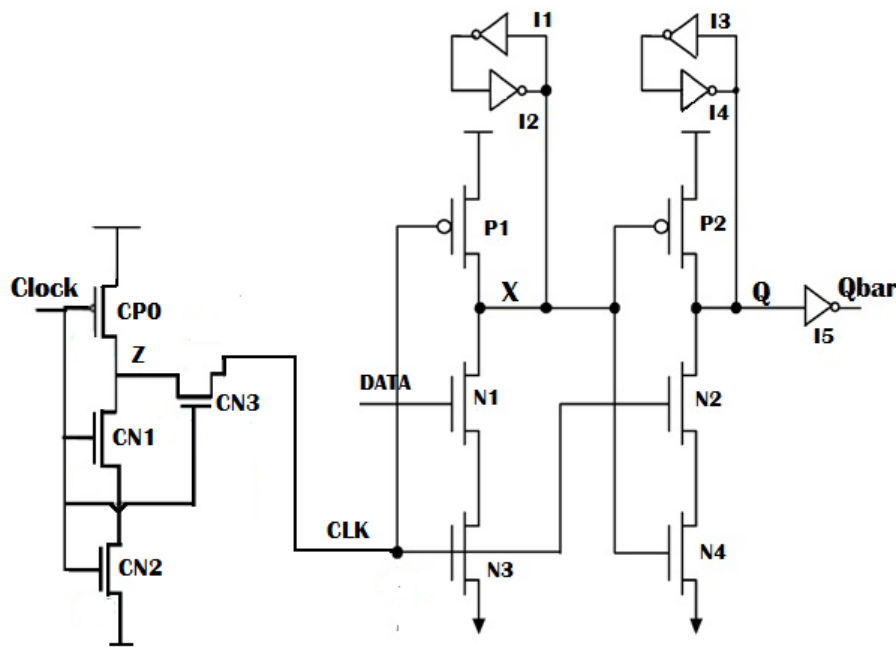 I1
I3
I2
I4
P1
P2
Clock
CP0
X
Q
Qbar
I5
Z
DATA
N1
N2
CN3
CN1
CLK
CN2
N3
N4